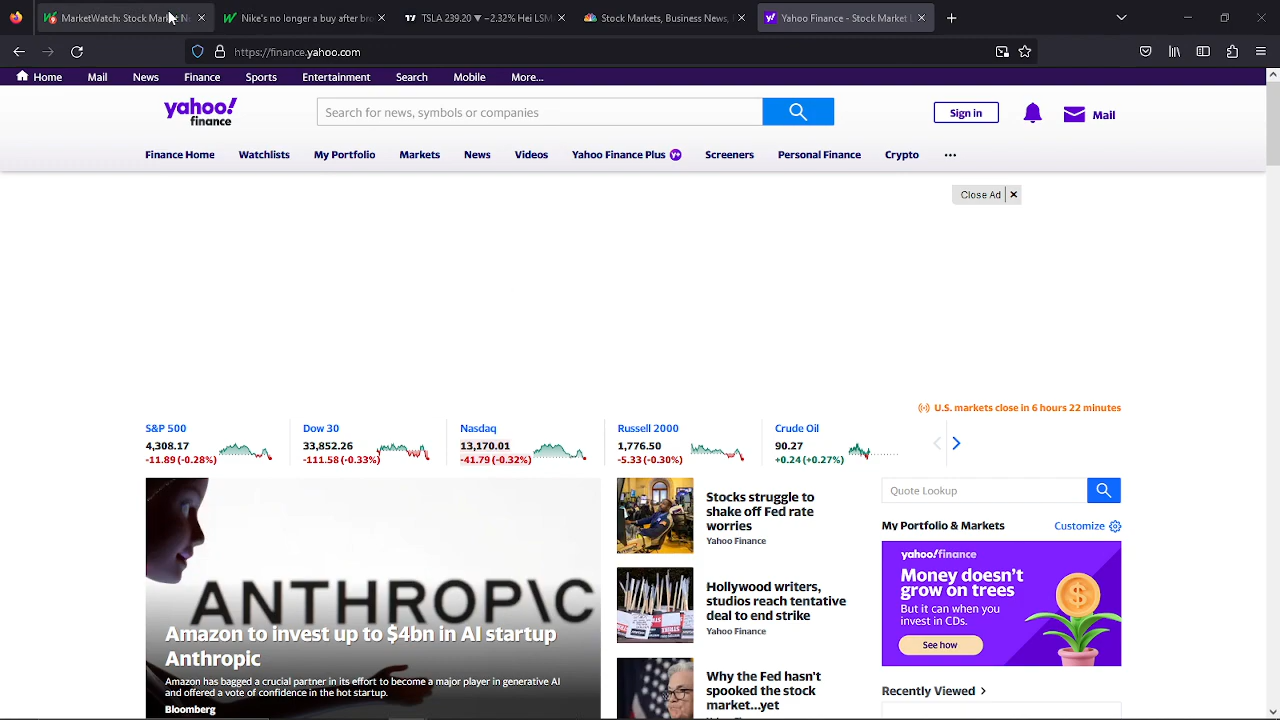 MarketWatch: Stock Market N
Nike's no longer a big winter bro
TSLA 239.20 ▼ −2.33% Hei LSM
Stock Markets, Business News,
Yahoo Finance - Stock Market L
https://finance.yahoo.com
Home Mail News Finance Sports Entertainment Search Mobile More...
yahoo!
finance
Search for news, symbols or companies
Sign in
Mail
Finance Home Watchlists My Portfolio Markets News Videos Yahoo Finance Plus Y+ Screeners Personal Finance Crypto ...
Close Ad ×
U.S. markets close in 6 hours 22 minutes
S&P 500
4,308.17
-11.89 (-0.28%)
Dow 30
33,852.26
-111.58 (-0.33%)
Nasdaq
13,170.01
-41.79 (-0.32%)
Russell 2000
1,776.50
-5.33 (-0.30%)
Crude Oil
90.27
+0.24 (+0.27%)
ANTHROP\C
Amazon to invest up to $4bn in AI startup
Anthropic
Amazon has bagged a crucial partner in its effort to become a major player in generative AI
and offered a vote of confidence in the hot startup.
Bloomberg
Stocks struggle to
shake off Fed rate
worries
Yahoo Finance
Hollywood writers,
studios reach tentative
deal to end strike
Yahoo Finance
Why the Fed hasn't
spooked the stock
market...yet
Quote Lookup
My Portfolio & Markets
Customize
yahoo!finance
Money doesn't
grow on trees
But it can when you
invest in CDs.
See how
Recently Viewed >